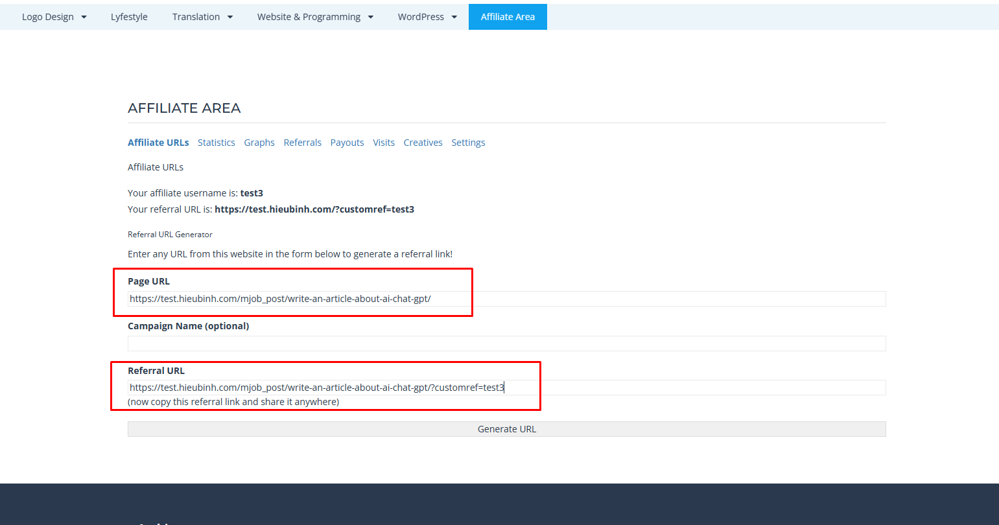 Logo Design Lyfestyle Translation Website & Programming WordPress Affiliate Area
AFFILIATE AREA
Affiliate URLs Statistics Graphs Referrals Payouts Visits Creatives Settings
Affiliate URLs
Your affiliate username is: test3
Your referral URL is: https://test.hieubinh.com/?customref=test3
Referral URL Generator
Enter any URL from this website in the form below to generate a referral link!
Page URL
https://test.hieubinh.com/mjob_post/write-an-article-about-ai-chat-gpt/
Campaign Name (optional)
Referral URL
https://test.hieubinh.com/mjob_post/write-an-article-about-ai-chat-gpt/?customref=test3
(now copy this referral link and share it anywhere)
Generate URL